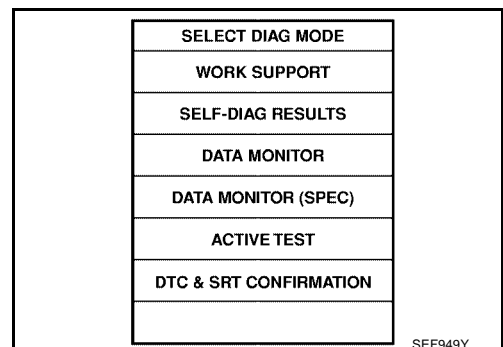 SELECT DIAG MODE
WORK SUPPORT
SELF-DIAG RESULTS
DATA MONITOR
DATA MONITOR (SPEC)
ACTIVE TEST
DTC & SRT CONFIRMATION
SEF949Y